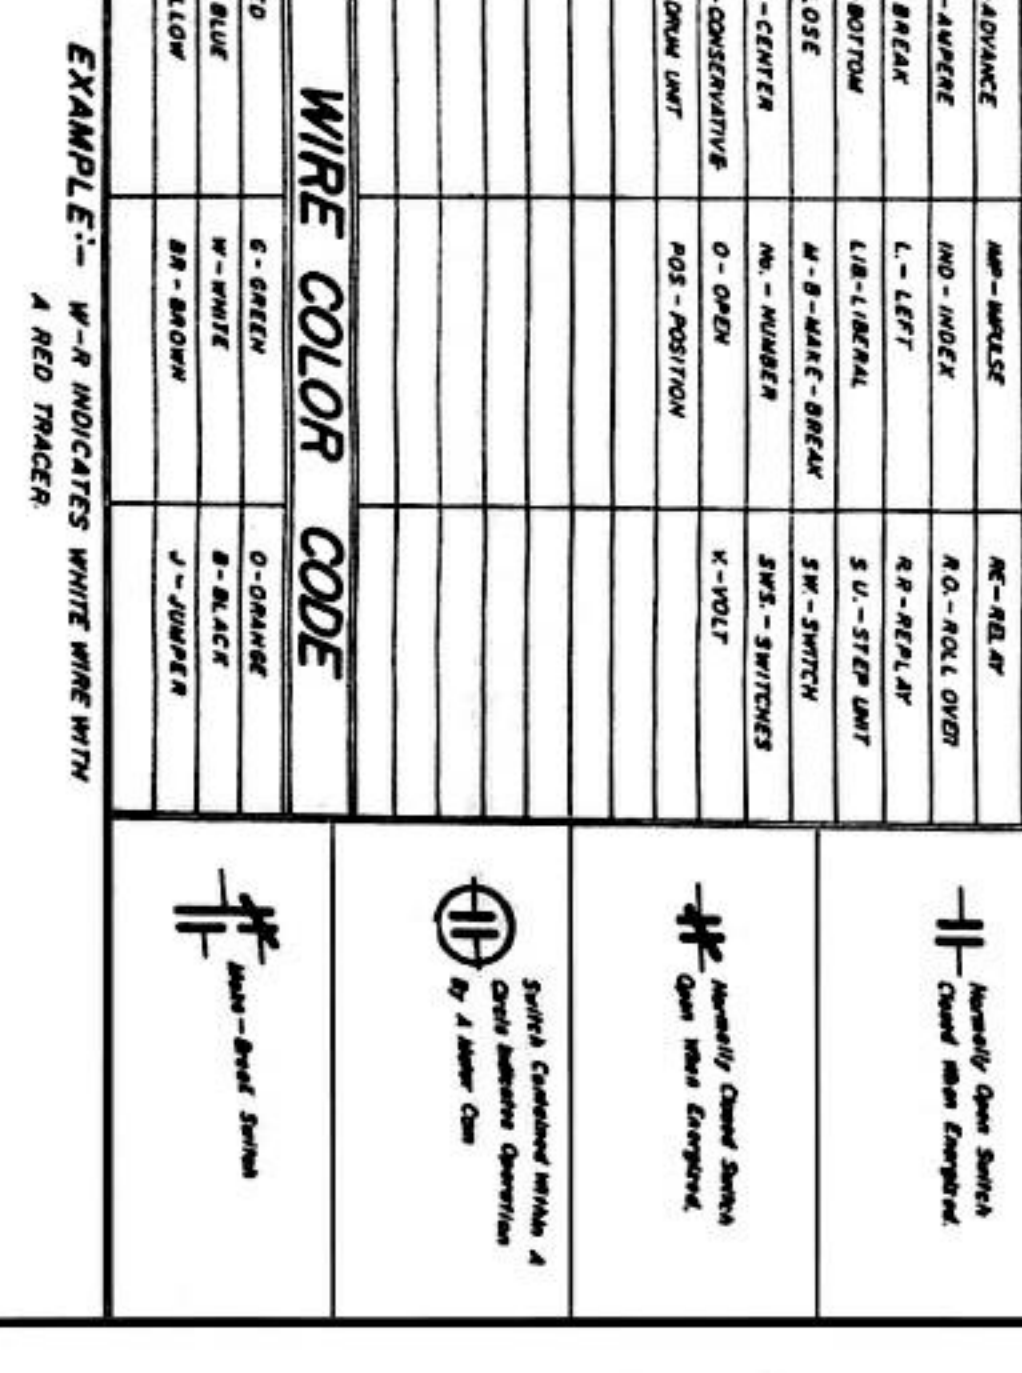 ADVANCE IMP-IMPULSE RE-RELAY
-AMPERE IND-INDEX R.O.-ROLL OVER
BREAK L.-LEFT RR-REPLAY
BOTTOM LIB-LIBERAL S U.-STEP UNIT
OSE M-B-MAKE-BREAK SW.-SWITCH
-CENTER No.-NUMBER SWS.-SWITCHES
-CONSERVATIVE O-OPEN V-VOLT
DRUM UNIT POS-POSITION
WIRE COLOR CODE
D G-GREEN O-ORANGE
BLUE W-WHITE B-BLACK
LLOW BR-BROWN J-JUMPER
EXAMPLE:- W-R INDICATES WHITE WIRE WITH
A RED TRACER.
Normally Open Switch
Closed When Energized.
Normally Closed Switch
Open When Energized.
Switch Contained Within A
Circle Indicates Operation
By A Motor Cam
Make-Break Switch